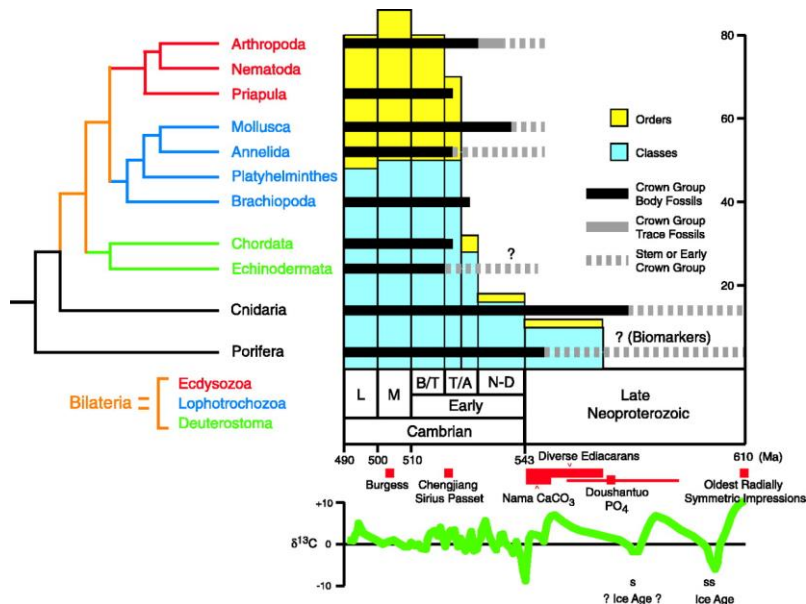 Arthropoda
Nematoda
Priapula
Mollusca
Annelida
Platyhelminthes
Brachiopoda
Chordata
Echinodermata
Cnidaria
Porifera
Bilateria
Ecdysozoa
Lophotrochozoa
Deuterostoma
80
60
40
20
Orders
Classes
Crown Group
Body Fossils
Crown Group
Trace Fossils
Stem or Early
Crown Group
?
? (Biomarkers)
L
M
B/T
T/A
N-D
Early
Late
Neoproterozoic
Cambrian
490
500
510
543
610
(Ma)
Diverse Ediacarans
Burgess
Chengjiang
Sirius Passet
Nama CaCO₃
Doushantuo
PO₄
Oldest Radially
Symmetric Impressions
+10
δ¹³C
0
-10
s
? Ice Age ?
ss
Ice Age